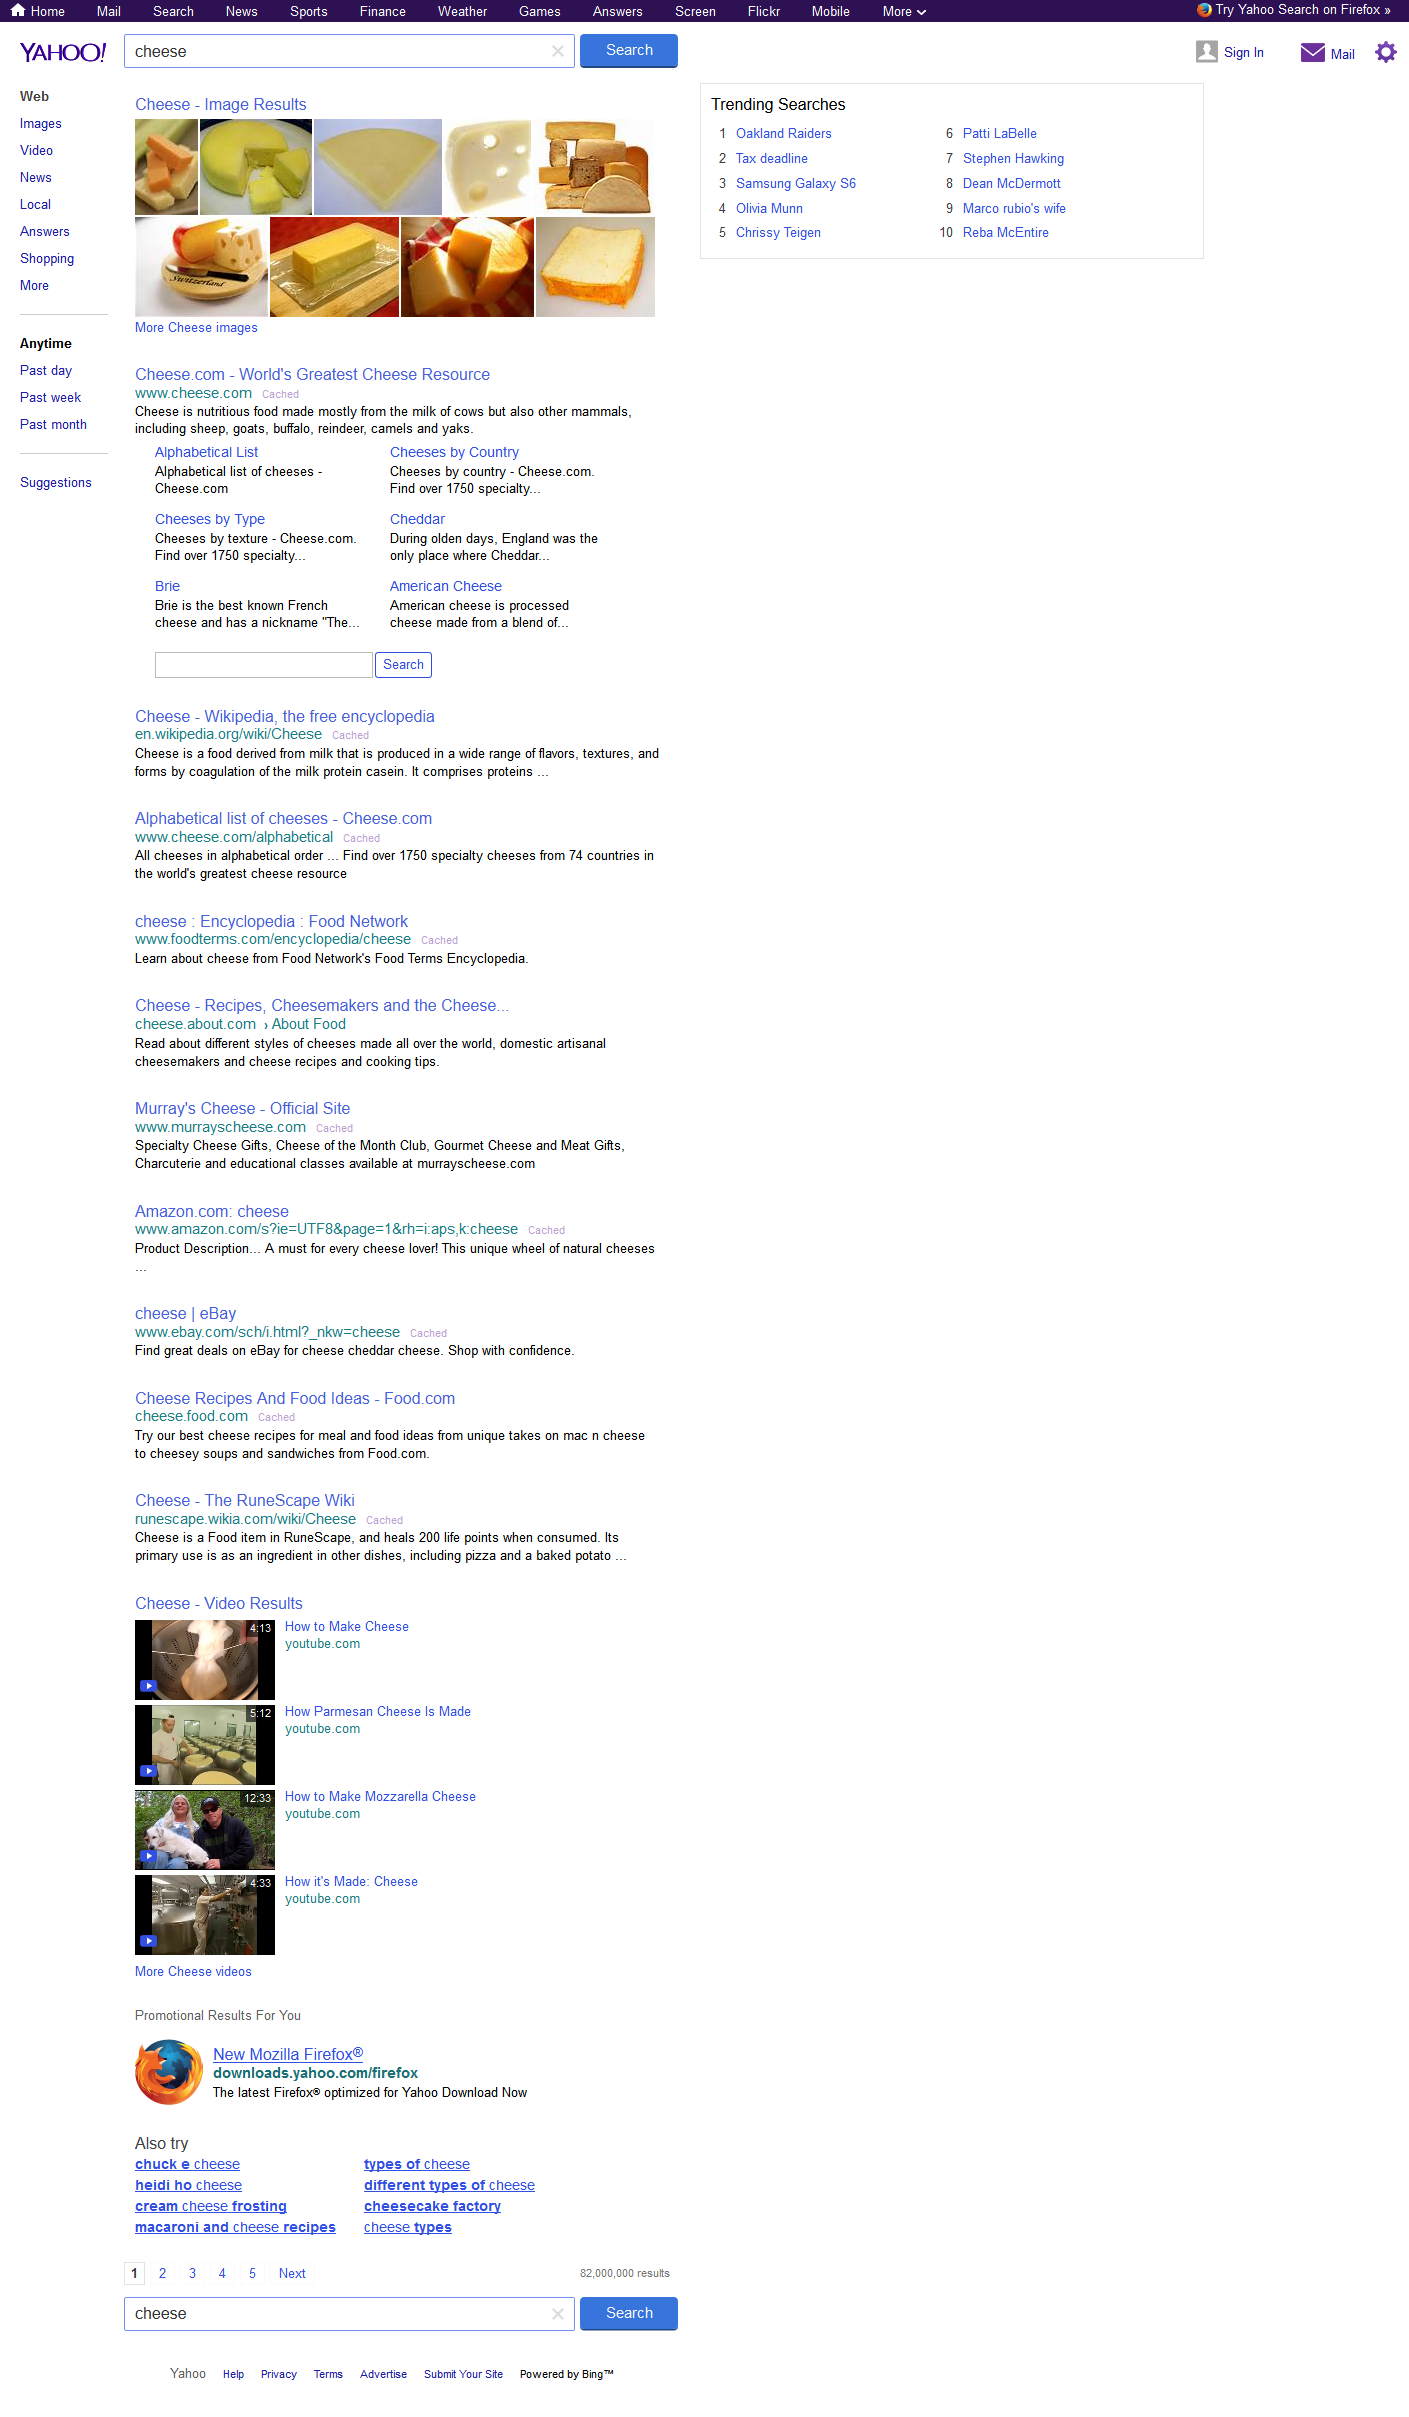 Home Mail Search News Sports Finance Weather Games Answers Screen Flickr Mobile More Try Yahoo Search on Firefox »
YAHOO! cheese Search Sign In Mail
Web
Images
Video
News
Local
Answers
Shopping
More
Anytime
Past day
Past week
Past month
Suggestions
Cheese - Image Results
Switzerland
More Cheese images
Cheese.com - World's Greatest Cheese Resource
www.cheese.com Cached
Cheese is nutritious food made mostly from the milk of cows but also other mammals,
including sheep, goats, buffalo, reindeer, camels and yaks.
Alphabetical List
Alphabetical list of cheeses -
Cheese.com
Cheeses by Country
Cheeses by country - Cheese.com.
Find over 1750 specialty...
Cheeses by Type
Cheeses by texture - Cheese.com.
Find over 1750 specialty...
Cheddar
During olden days, England was the
only place where Cheddar...
Brie
Brie is the best known French
cheese and has a nickname "The...
American Cheese
American cheese is processed
cheese made from a blend of...
Search
Cheese - Wikipedia, the free encyclopedia
en.wikipedia.org/wiki/Cheese Cached
Cheese is a food derived from milk that is produced in a wide range of flavors, textures, and
forms by coagulation of the milk protein casein. It comprises proteins ...
Alphabetical list of cheeses - Cheese.com
www.cheese.com/alphabetical Cached
All cheeses in alphabetical order ... Find over 1750 specialty cheeses from 74 countries in
the world's greatest cheese resource
cheese : Encyclopedia : Food Network
www.foodterms.com/encyclopedia/cheese Cached
Learn about cheese from Food Network's Food Terms Encyclopedia.
Cheese - Recipes, Cheesemakers and the Cheese...
cheese.about.com › About Food
Read about different styles of cheeses made all over the world, domestic artisanal
cheesemakers and cheese recipes and cooking tips.
Murray's Cheese - Official Site
www.murrayscheese.com Cached
Specialty Cheese Gifts, Cheese of the Month Club, Gourmet Cheese and Meat Gifts,
Charcuterie and educational classes available at murrayscheese.com
Amazon.com: cheese
www.amazon.com/s?ie=UTF8&page=1&rh=i:aps,k:cheese Cached
Product Description... A must for every cheese lover! This unique wheel of natural cheeses
...
cheese | eBay
www.ebay.com/sch/i.html?_nkw=cheese Cached
Find great deals on eBay for cheese cheddar cheese. Shop with confidence.
Cheese Recipes And Food Ideas - Food.com
cheese.food.com Cached
Try our best cheese recipes for meal and food ideas from unique takes on mac n cheese
to cheesey soups and sandwiches from Food.com.
Cheese - The RuneScape Wiki
runescape.wikia.com/wiki/Cheese Cached
Cheese is a Food item in RuneScape, and heals 200 life points when consumed. Its
primary use is as an ingredient in other dishes, including pizza and a baked potato ...
Cheese - Video Results
4:13 How to Make Cheese
youtube.com
5:12 How Parmesan Cheese Is Made
youtube.com
12:33 How to Make Mozzarella Cheese
youtube.com
4:33 How it's Made: Cheese
youtube.com
More Cheese videos
Promotional Results For You
New Mozilla Firefox®
downloads.yahoo.com/firefox
The latest Firefox® optimized for Yahoo Download Now
Also try
chuck e cheese types of cheese
heidi ho cheese different types of cheese
cream cheese frosting cheesecake factory
macaroni and cheese recipes cheese types
1 2 3 4 5 Next 82,000,000 results
cheese Search
Yahoo Help Privacy Terms Advertise Submit Your Site Powered by Bing™
Trending Searches
1 Oakland Raiders
2 Tax deadline
3 Samsung Galaxy S6
4 Olivia Munn
5 Chrissy Teigen
6 Patti LaBelle
7 Stephen Hawking
8 Dean McDermott
9 Marco rubio's wife
10 Reba McEntire